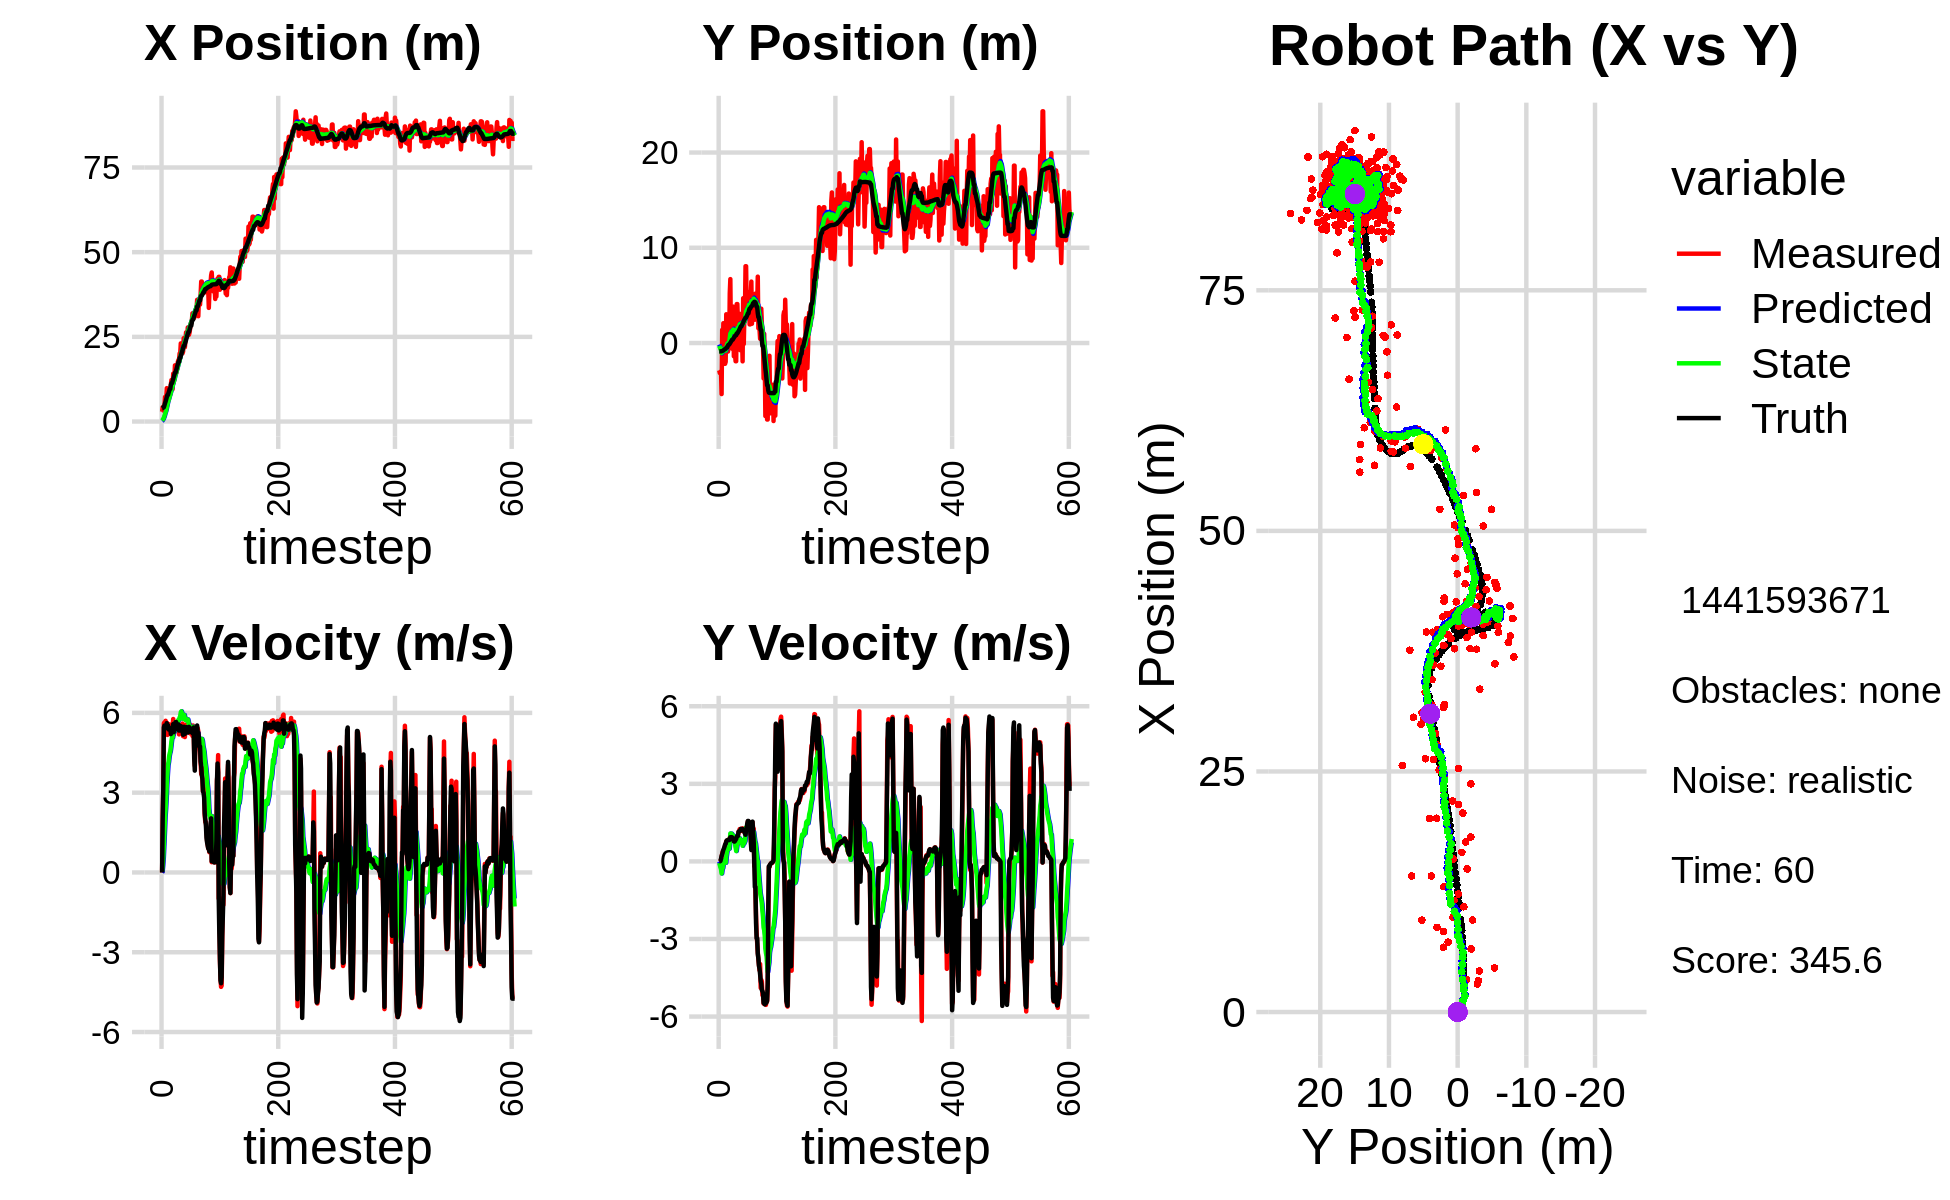 X Position (m)
75
50
25
0
0
200
400
600
timestep
Y Position (m)
20
10
0
0
200
400
600
timestep
X Velocity (m/s)
6
3
0
-3
-6
0
200
400
600
timestep
Y Velocity (m/s)
6
3
0
-3
-6
0
200
400
600
timestep
Robot Path (X vs Y)
X Position (m)
75
50
25
0
20 10 0 -10 -20
Y Position (m)
variable
Measured
Predicted
State
Truth
1441593671
Obstacles: none
Noise: realistic
Time: 60
Score: 345.6